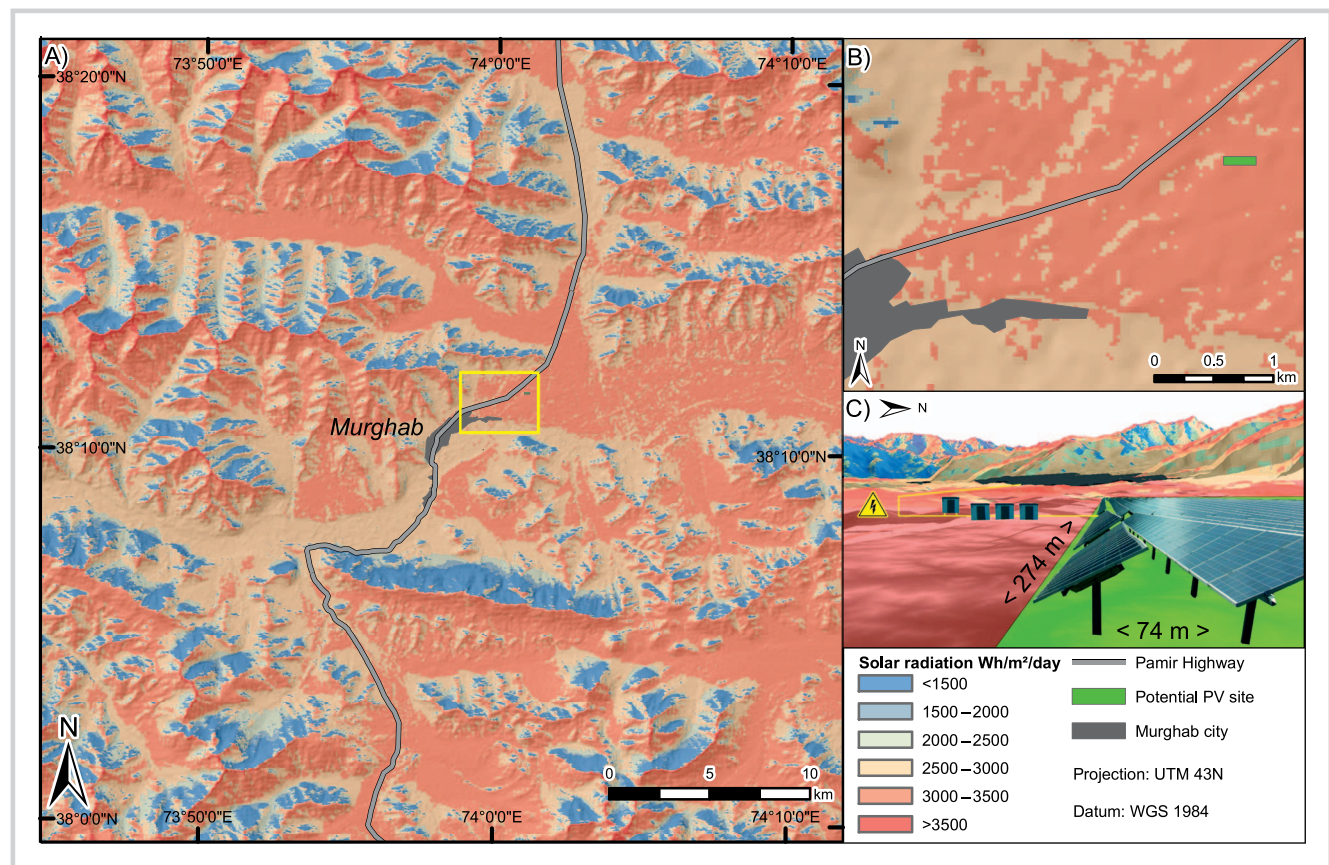 A)
73°50'0"E
74°0'0"E
74°10'0"E
38°20'0"N
Murghab
38°10'0"N
38°10'0"N
N
0 5 10
km
38°0'0"N
73°50'0"E
74°0'0"E
74°10'0"E
B)
N
0 0.5 1
km
C)
N
< 274 m >
< 74 m >
Solar radiation Wh/m²/day
<1500
1500–2000
2000–2500
2500–3000
3000–3500
>3500
Pamir Highway
Potential PV site
Murghab city
Projection: UTM 43N
Datum: WGS 1984